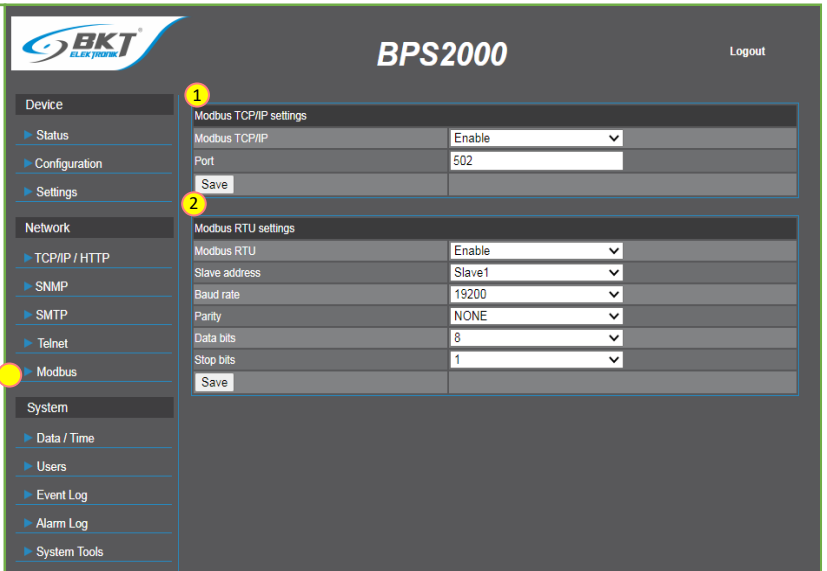 BKT
ELEKTRONIK
BPS2000
Logout
Device
Status
Configuration
Settings
Network
TCP/IP / HTTP
SNMP
SMTP
Telnet
Modbus
System
Data / Time
Users
Event Log
Alarm Log
System Tools
1
Modbus TCP/IP settings
Modbus TCP/IP Enable
Port 502
Save
2
Modbus RTU settings
Modbus RTU Enable
Slave address Slave1
Baud rate 19200
Parity NONE
Data bits 8
Stop bits 1
Save